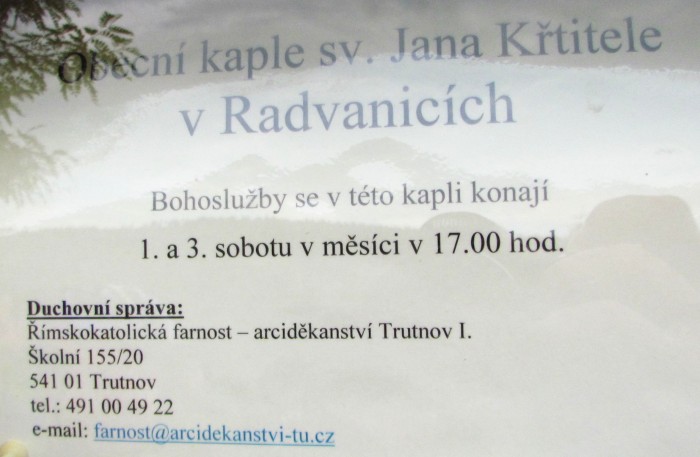 Obecní kaple sv. Jana Křtitele
v Radvanicích
Bohoslužby se v této kapli konají
1. a 3. sobotu v měsíci v 17.00 hod.
Duchovní správa:
Římskokatolická farnost – arciděkanství Trutnov I.
Školní 155/20
541 01 Trutnov
tel.: 491 00 49 22
e-mail: farnost@arcidekanstvi-tu.cz